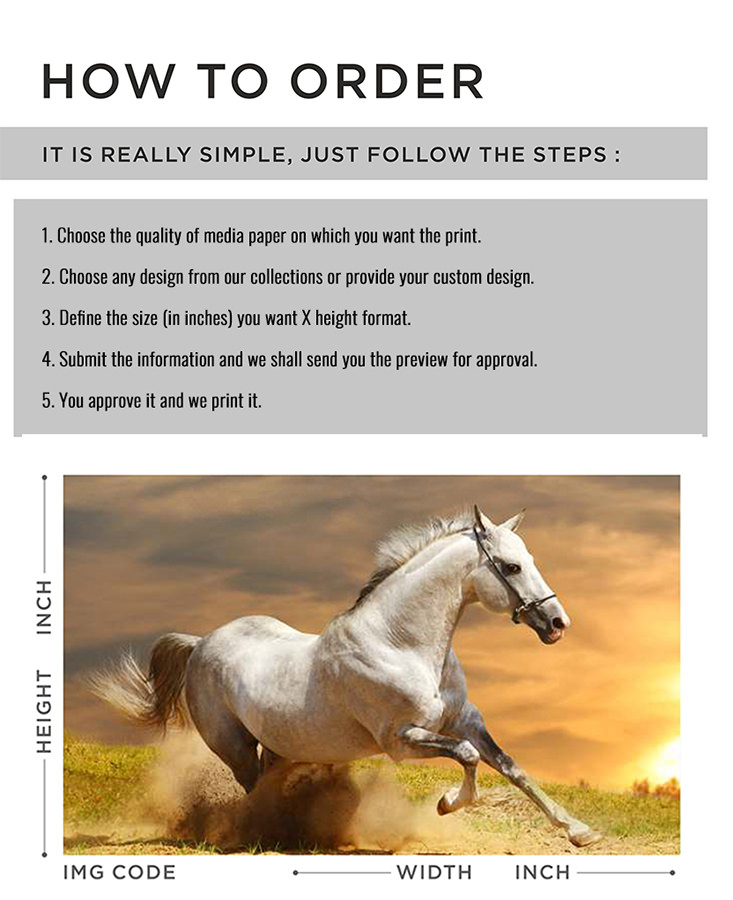 HOW TO ORDER
IT IS REALLY SIMPLE, JUST FOLLOW THE STEPS :
1. Choose the quality of media paper on which you want the print.
2. Choose any design from our collections or provide your custom design.
3. Define the size (in inches) you want X height format.
4. Submit the information and we shall send you the preview for approval.
5. You approve it and we print it.
HEIGHT INCH
IMG CODE
WIDTH INCH